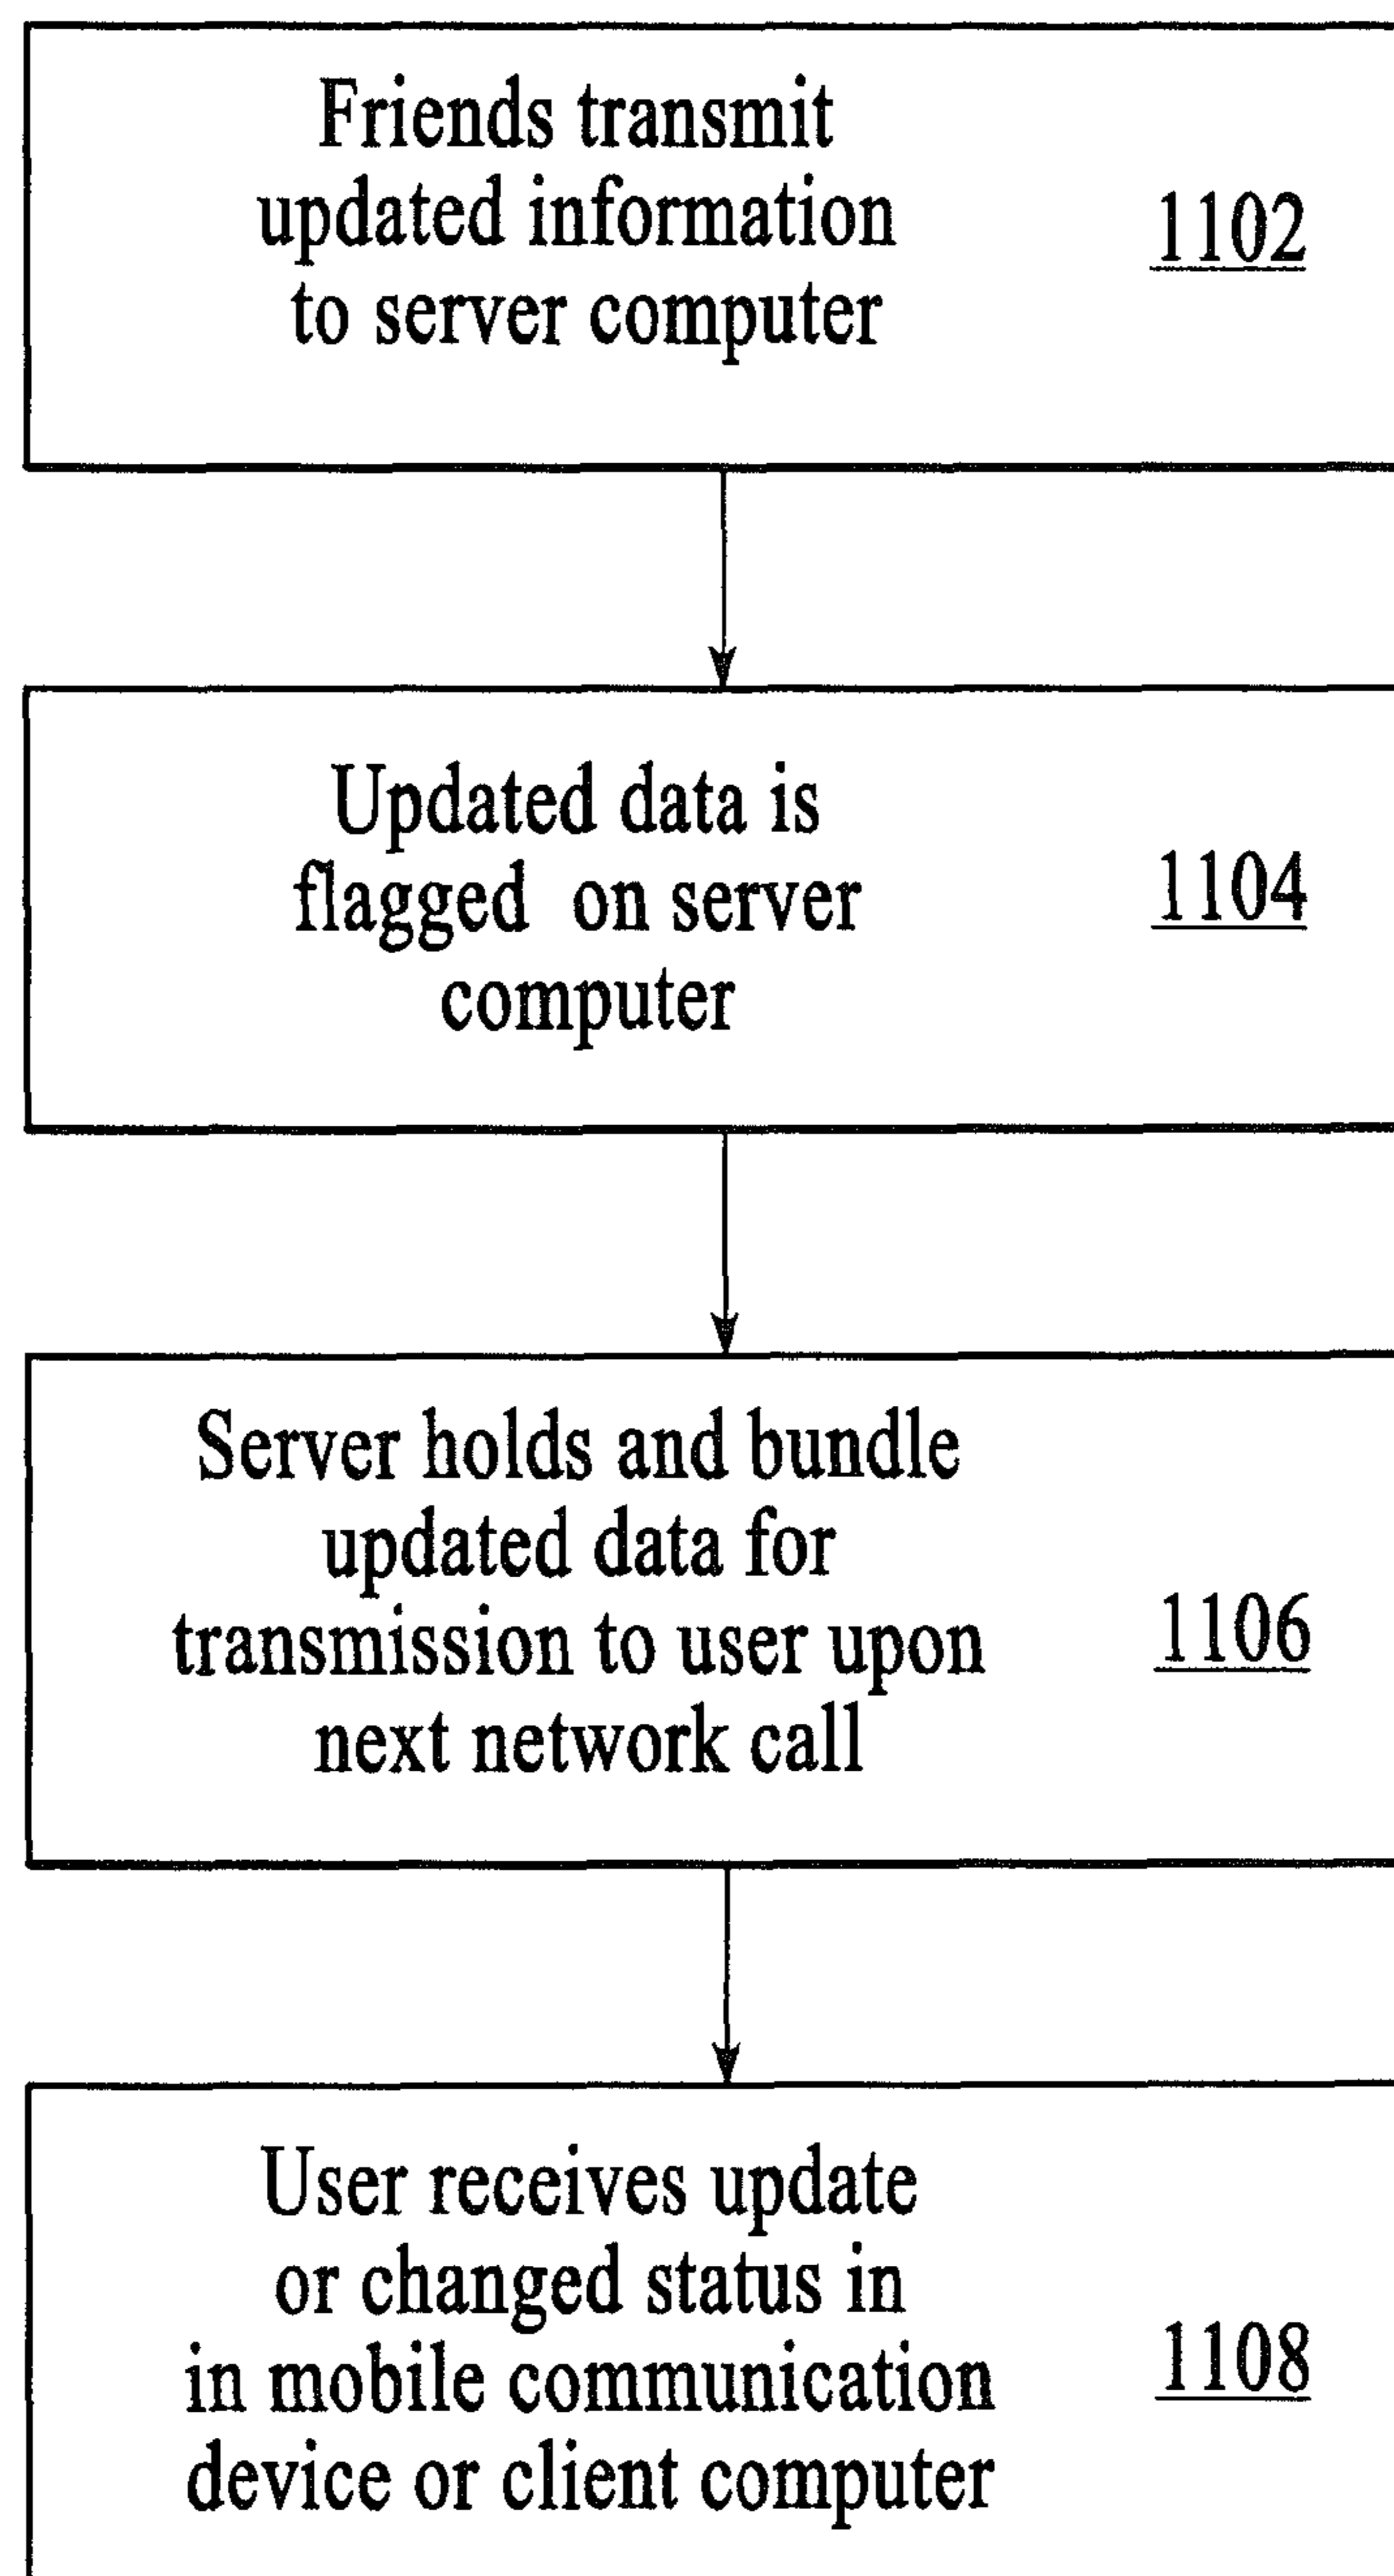 Friends transmit
updated information
to server computer
1102
Updated data is
flagged on server
computer
1104
Server holds and bundle
updated data for
transmission to user upon
next network call
1106
User receives update
or changed status in
in mobile communication
device or client computer
1108